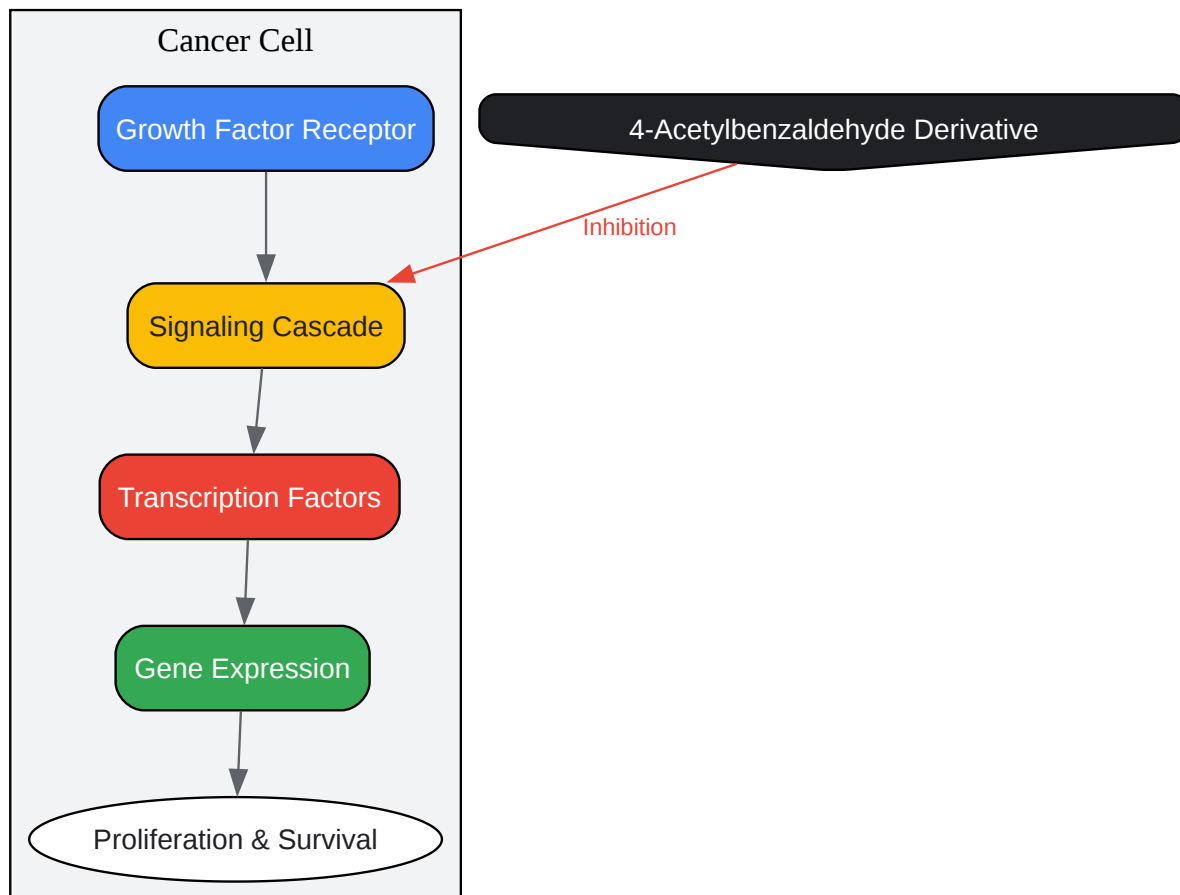 Cancer Cell
Growth Factor Receptor
4-Acetylbenzaldehyde Derivative
Inhibition
Signaling Cascade
Transcription Factors
Gene Expression
Proliferation & Survival